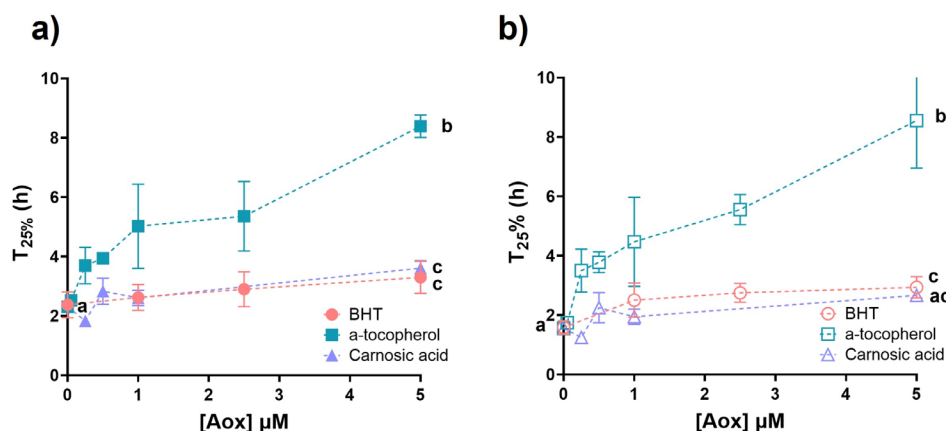 a)
10
8
6
4
2
0
T25% (h)
b
a
c
c
BHT
a-tocopherol
Carnosic acid
0
1
2
3
4
5
[Aox] µM
b)
10
8
6
4
2
0
T25% (h)
b
a
c
ac
BHT
a-tocopherol
Carnosic acid
0
1
2
3
4
5
[Aox] µM